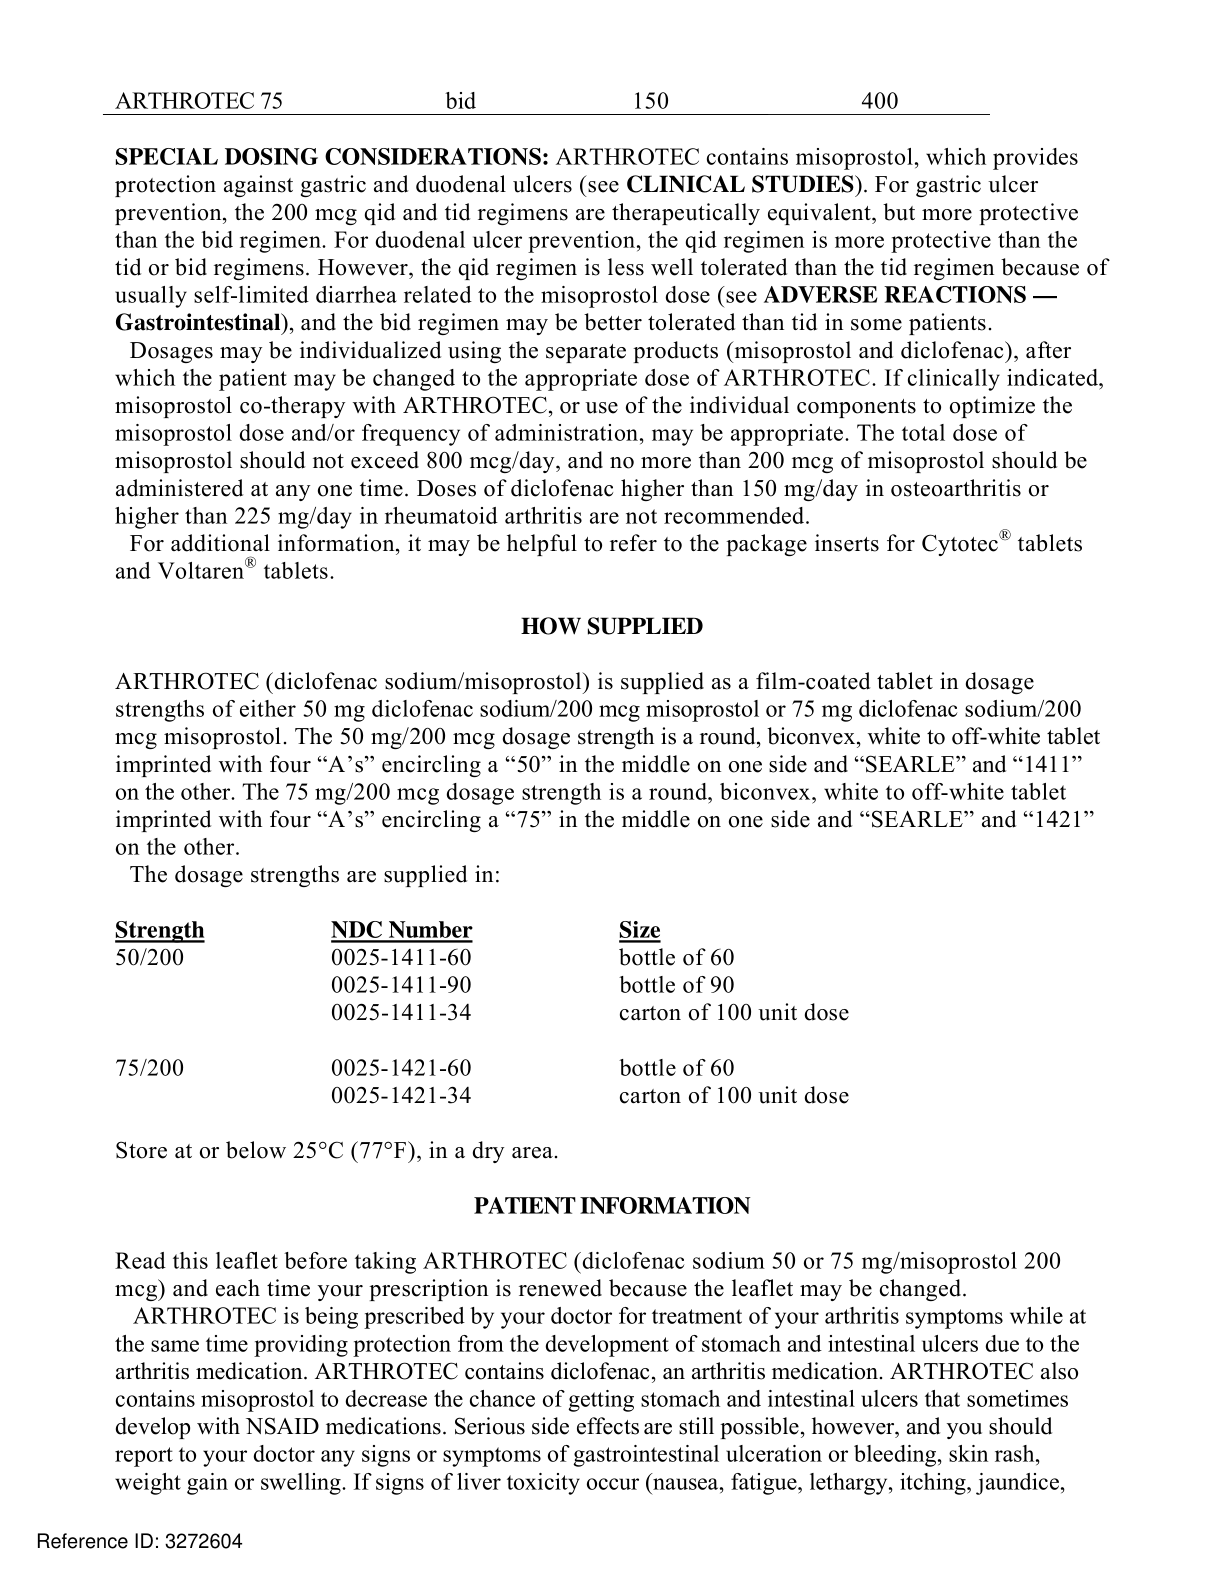 ARTHROTEC 75 bid 150 400
SPECIAL DOSING CONSIDERATIONS: ARTHROTEC contains misoprostol, which provides
protection against gastric and duodenal ulcers (see CLINICAL STUDIES). For gastric ulcer
prevention, the 200 mcg qid and tid regimens are therapeutically equivalent, but more protective
than the bid regimen. For duodenal ulcer prevention, the qid regimen is more protective than the
tid or bid regimens. However, the qid regimen is less well tolerated than the tid regimen because of
usually self-limited diarrhea related to the misoprostol dose (see ADVERSE REACTIONS —
Gastrointestinal), and the bid regimen may be better tolerated than tid in some patients.
Dosages may be individualized using the separate products (misoprostol and diclofenac), after
which the patient may be changed to the appropriate dose of ARTHROTEC. If clinically indicated,
misoprostol co-therapy with ARTHROTEC, or use of the individual components to optimize the
misoprostol dose and/or frequency of administration, may be appropriate. The total dose of
misoprostol should not exceed 800 mcg/day, and no more than 200 mcg of misoprostol should be
administered at any one time. Doses of diclofenac higher than 150 mg/day in osteoarthritis or
higher than 225 mg/day in rheumatoid arthritis are not recommended.
For additional information, it may be helpful to refer to the package inserts for Cytotec® tablets
and Voltaren® tablets.
HOW SUPPLIED
ARTHROTEC (diclofenac sodium/misoprostol) is supplied as a film-coated tablet in dosage
strengths of either 50 mg diclofenac sodium/200 mcg misoprostol or 75 mg diclofenac sodium/200
mcg misoprostol. The 50 mg/200 mcg dosage strength is a round, biconvex, white to off-white tablet
imprinted with four “A’s” encircling a “50” in the middle on one side and “SEARLE” and “1411”
on the other. The 75 mg/200 mcg dosage strength is a round, biconvex, white to off-white tablet
imprinted with four “A’s” encircling a “75” in the middle on one side and “SEARLE” and “1421”
on the other.
The dosage strengths are supplied in:
Strength NDC Number Size
50/200 0025-1411-60 bottle of 60
0025-1411-90 bottle of 90
0025-1411-34 carton of 100 unit dose
75/200 0025-1421-60 bottle of 60
0025-1421-34 carton of 100 unit dose
Store at or below 25°C (77°F), in a dry area.
PATIENT INFORMATION
Read this leaflet before taking ARTHROTEC (diclofenac sodium 50 or 75 mg/misoprostol 200
mcg) and each time your prescription is renewed because the leaflet may be changed.
ARTHROTEC is being prescribed by your doctor for treatment of your arthritis symptoms while at
the same time providing protection from the development of stomach and intestinal ulcers due to the
arthritis medication. ARTHROTEC contains diclofenac, an arthritis medication. ARTHROTEC also
contains misoprostol to decrease the chance of getting stomach and intestinal ulcers that sometimes
develop with NSAID medications. Serious side effects are still possible, however, and you should
report to your doctor any signs or symptoms of gastrointestinal ulceration or bleeding, skin rash,
weight gain or swelling. If signs of liver toxicity occur (nausea, fatigue, lethargy, itching, jaundice,
Reference ID: 3272604